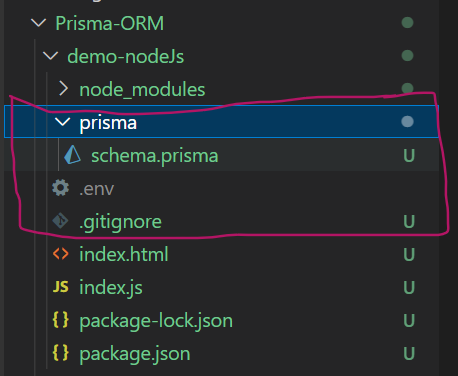 Prisma-ORM
demo-nodeJs
node_modules
prisma
schema.prisma U
.env
.gitignore U
index.html U
JS index.js U
{} package-lock.json U
{} package.json U